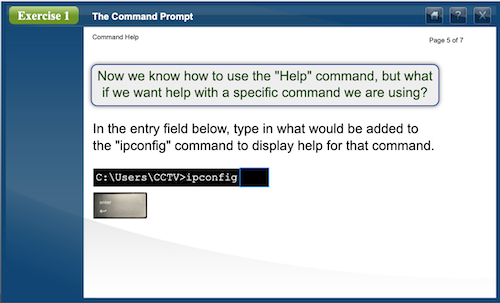 Exercise 1
The Command Prompt
? X
Command Help
Page 5 of 7
Now we know how to use the "Help" command, but what
if we want help with a specific command we are using?
In the entry field below, type in what would be added to
the "ipconfig" command to display help for that command.
C:\Users\CCTV>ipconfig
enter